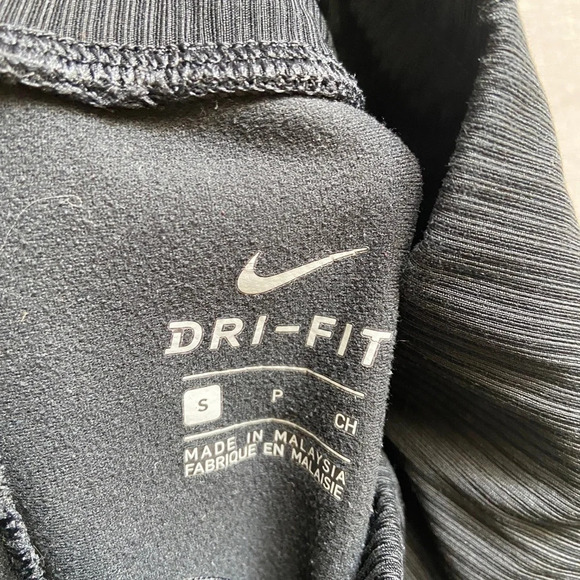 DRI-FIT
S P CH
MADE IN MALAYSIA
FABRIQUE EN MALAISIE